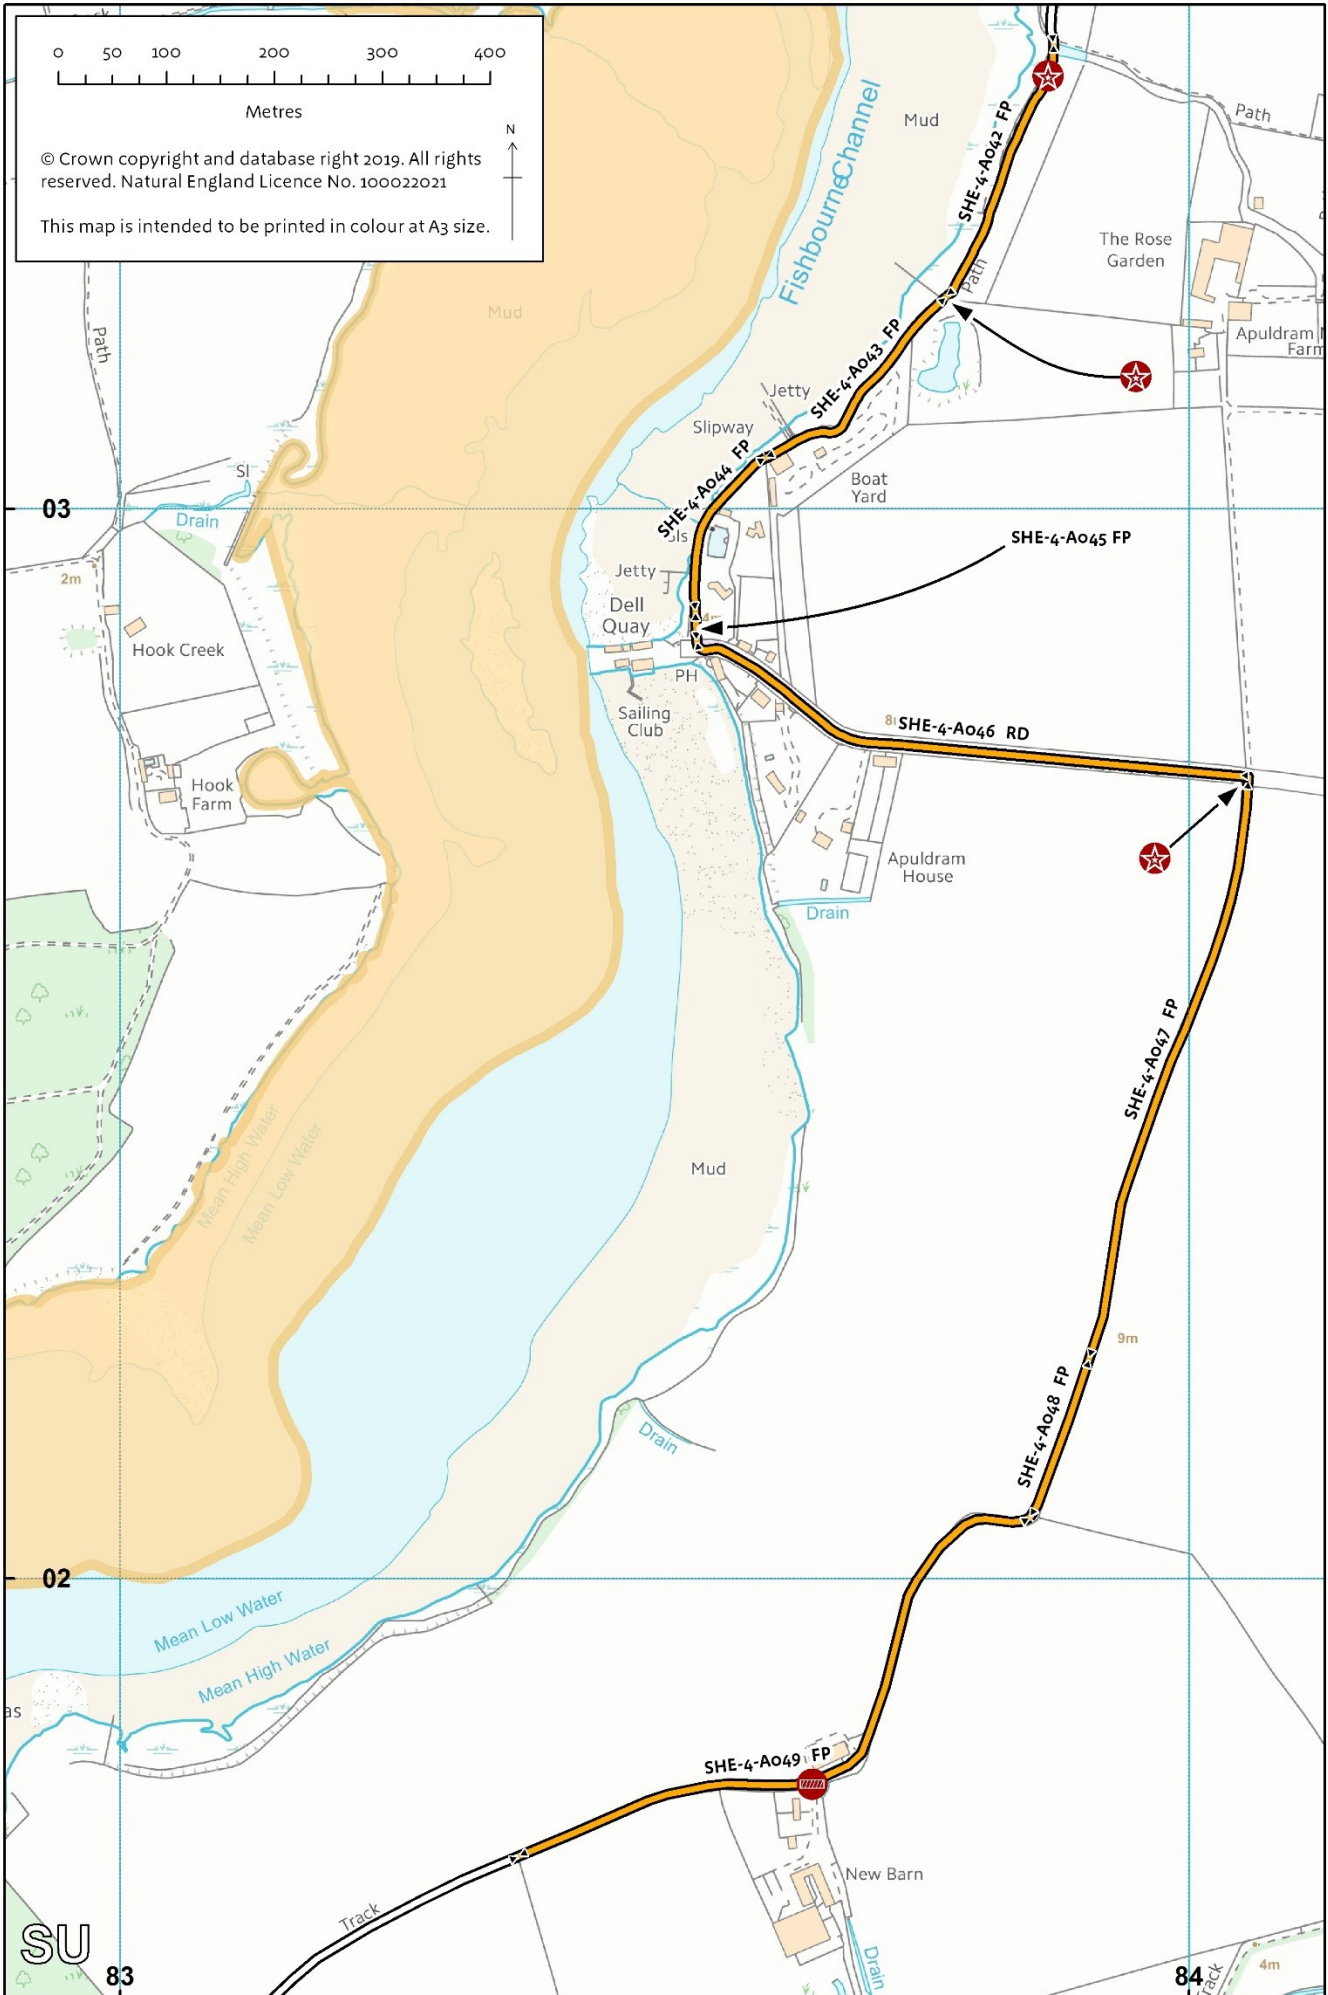 0 50 100 200 300 400
Metres
N
© Crown copyright and database right 2019. All rights
reserved. Natural England Licence No. 100022021
This map is intended to be printed in colour at A3 size.
Track
Path
Mud
Fishbourne Channel
Mud
SHE-4-A042 FP
Path
The Rose
Garden
Path
Apuldram
Farm
SHE-4-A043 FP
Jetty
Slipway
SHE-4-A044 FP
Boat
Yard
Sl
Drain
03
2m
Sls
SHE-4-A045 FP
Jetty
Dell
Quay
4m
Hook Creek
PH
Sailing
Club
SHE-4-A046 RD
Hook
Farm
Apuldram
House
Drain
SHE-4-A047 FP
Mean High Water
Mean Low Water
Mud
9m
SHE-4-A048 FP
Drain
02
Mean Low Water
Mean High Water
as
SHE-4-A049 FP
New Barn
Track
SU
Drain
83
84
Track
4m